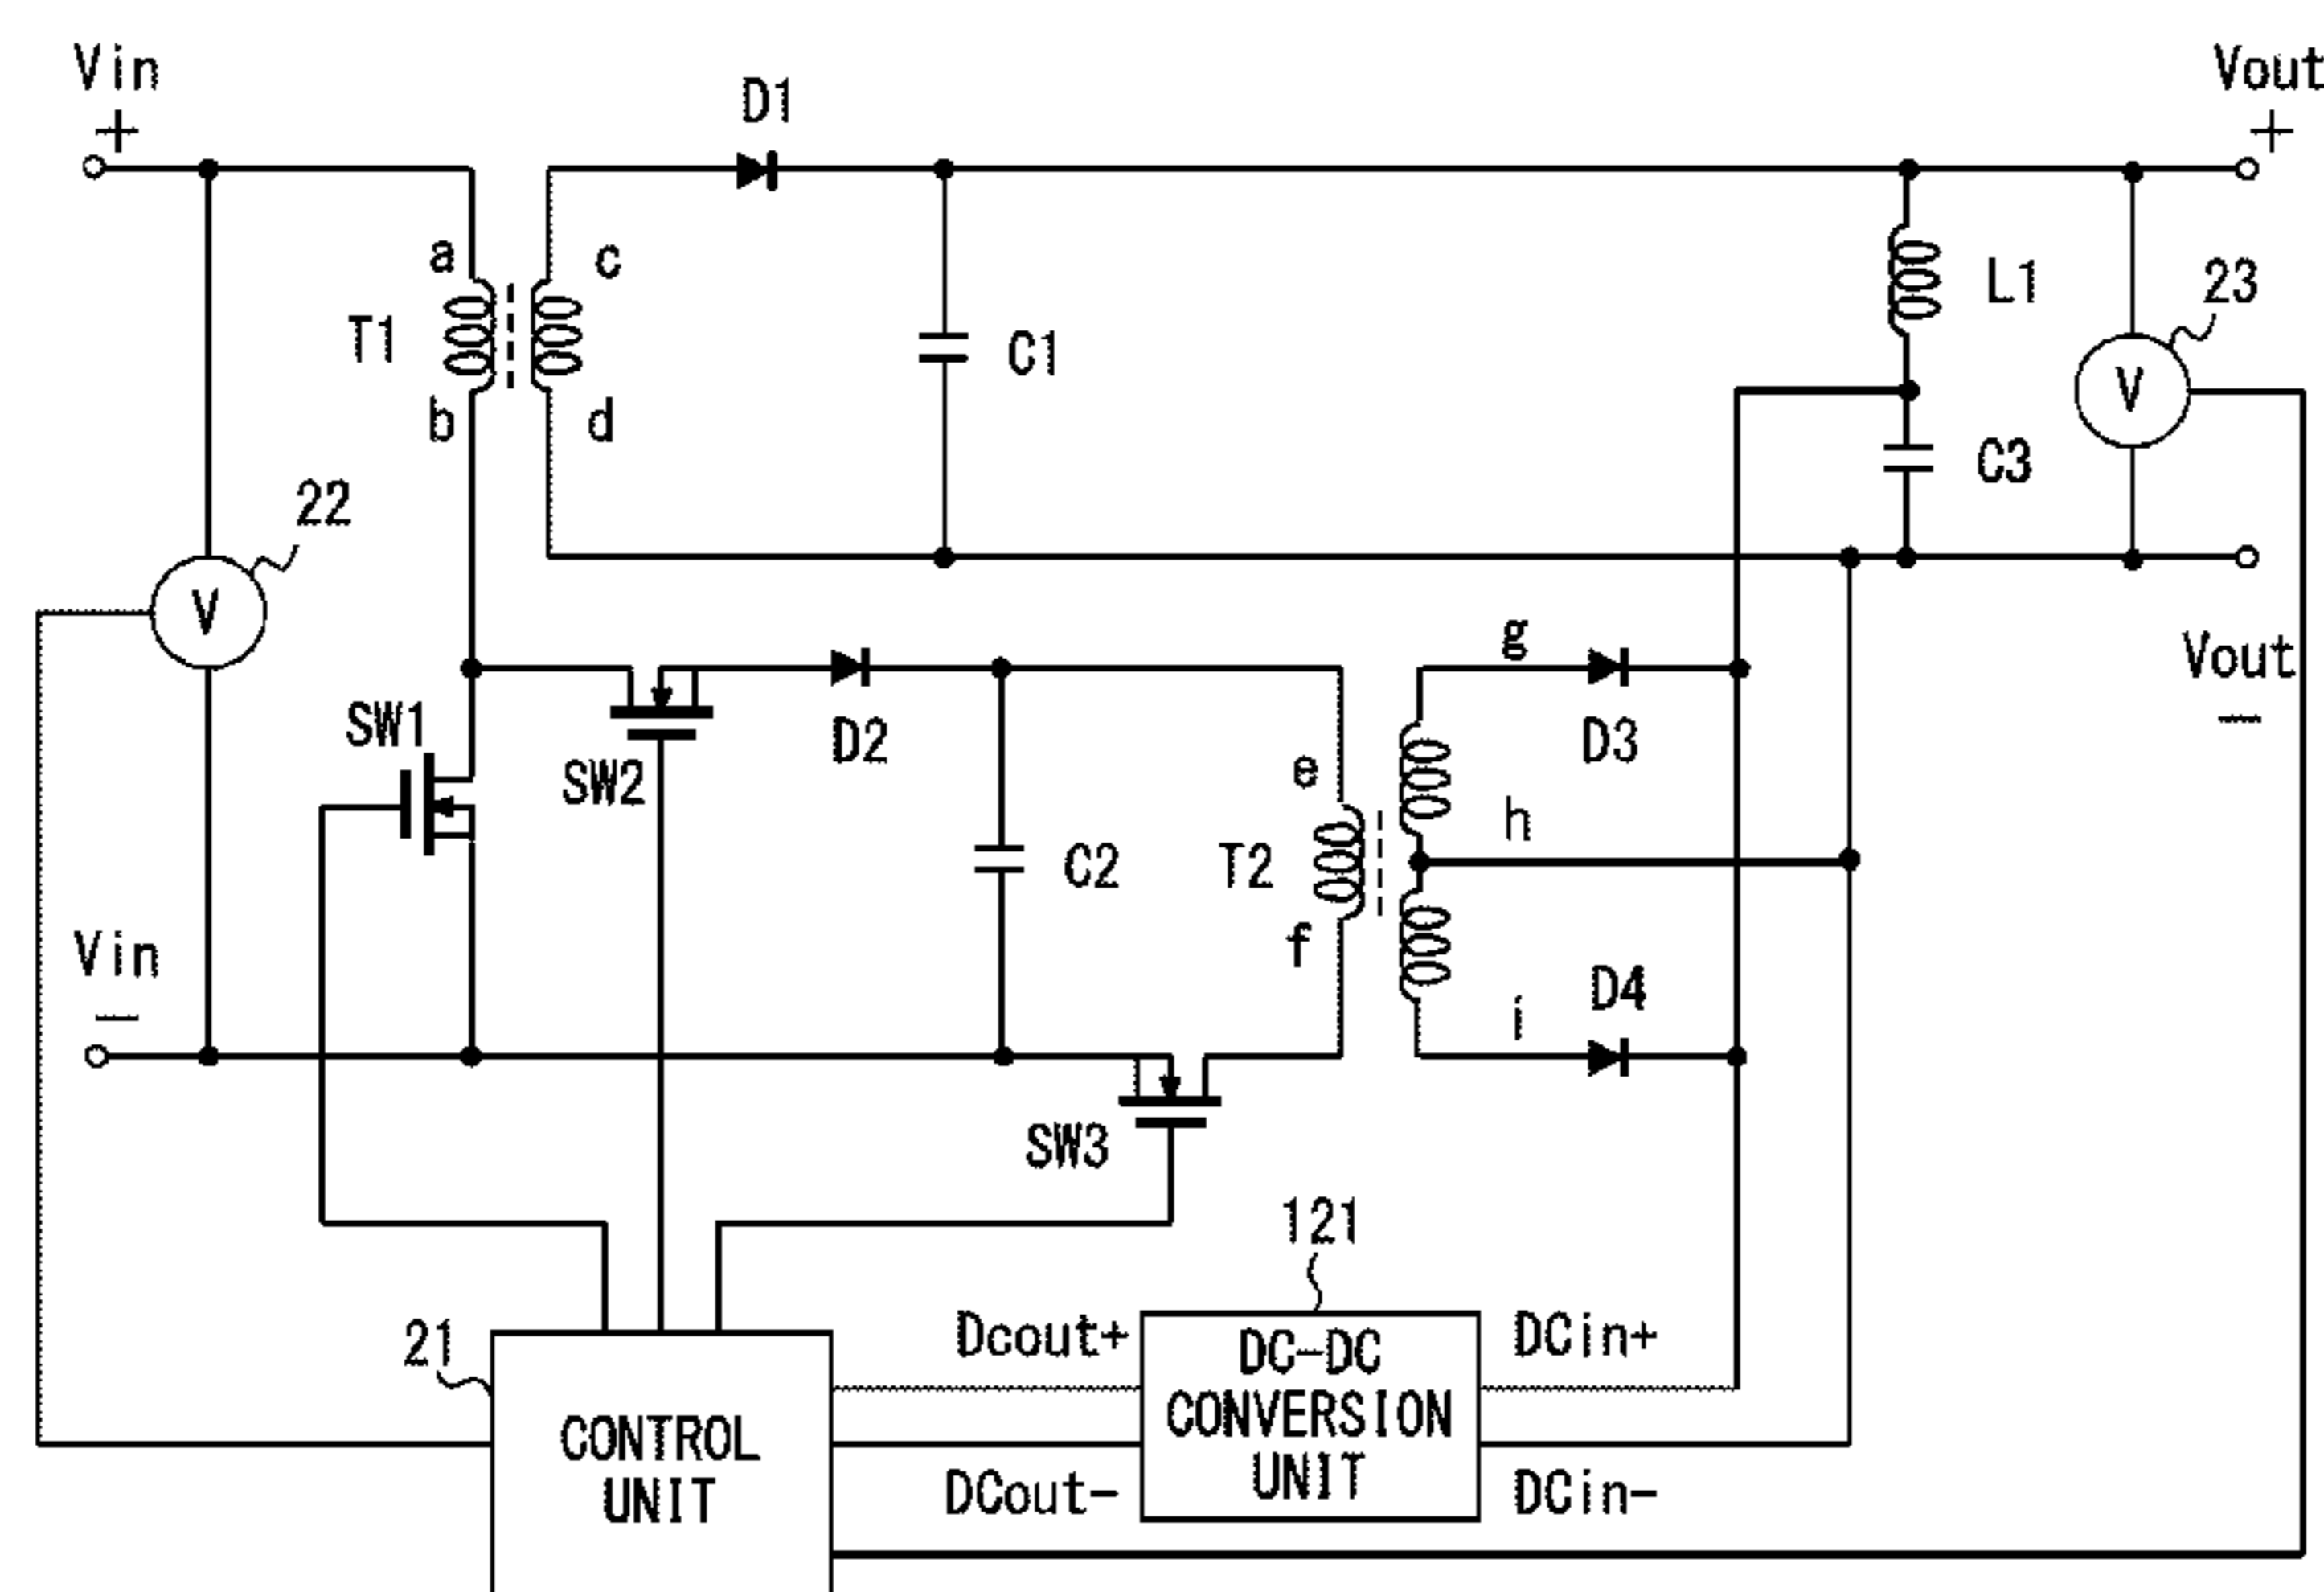 Vin
+
D1
Vout
+
a
c
T1
C1
L1
23
b
d
V
C3
22
V
g
Vout
−
SW1
SW2
D2
D3
e
h
T2
C2
f
Vin
−
i
D4
SW3
121
21
Dcout+
DC-DC
CONVERSION
UNIT
DCin+
CONTROL
UNIT
DCout-
DCin-